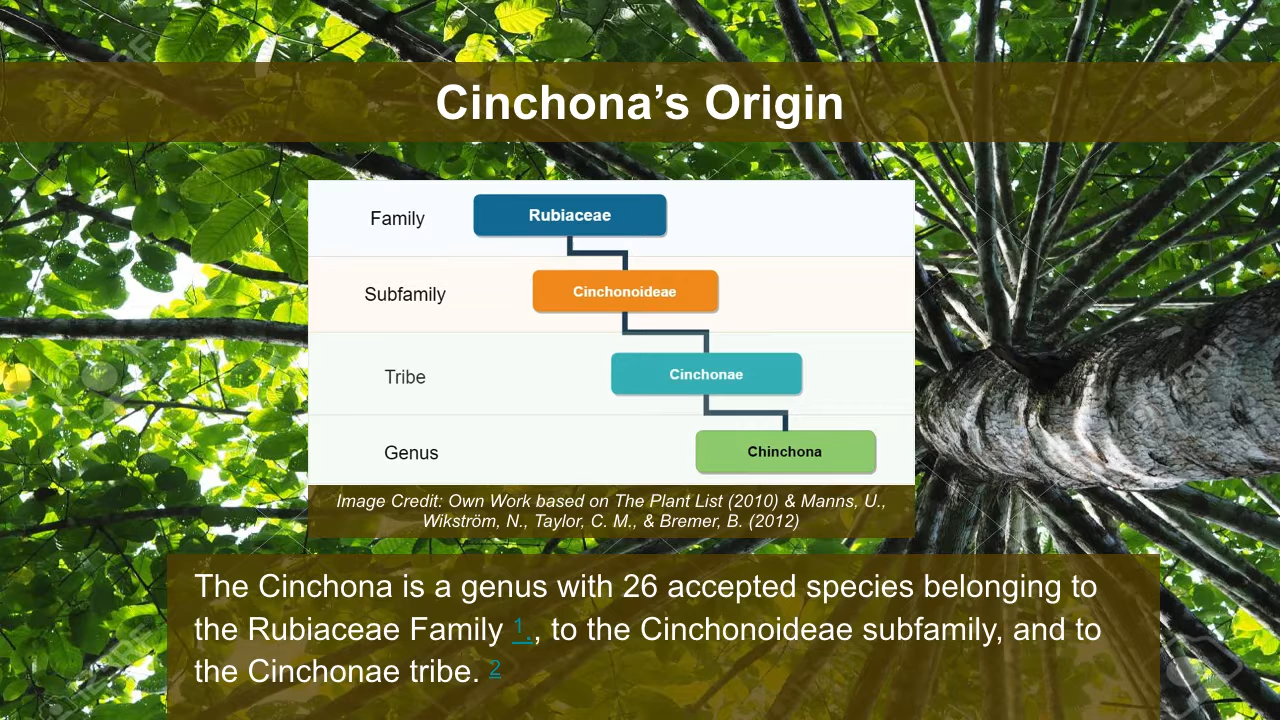 Cinchona’s Origin
Family
Rubiaceae
Subfamily
Cinchonoideae
Tribe
Cinchonae
Genus
Chinchona
Image Credit: Own Work based on The Plant List (2010) & Manns, U.,
Wikström, N., Taylor, C. M., & Bremer, B. (2012)
The Cinchona is a genus with 26 accepted species belonging to
the Rubiaceae Family 1., to the Cinchonoideae subfamily, and to
the Cinchonae tribe. 2